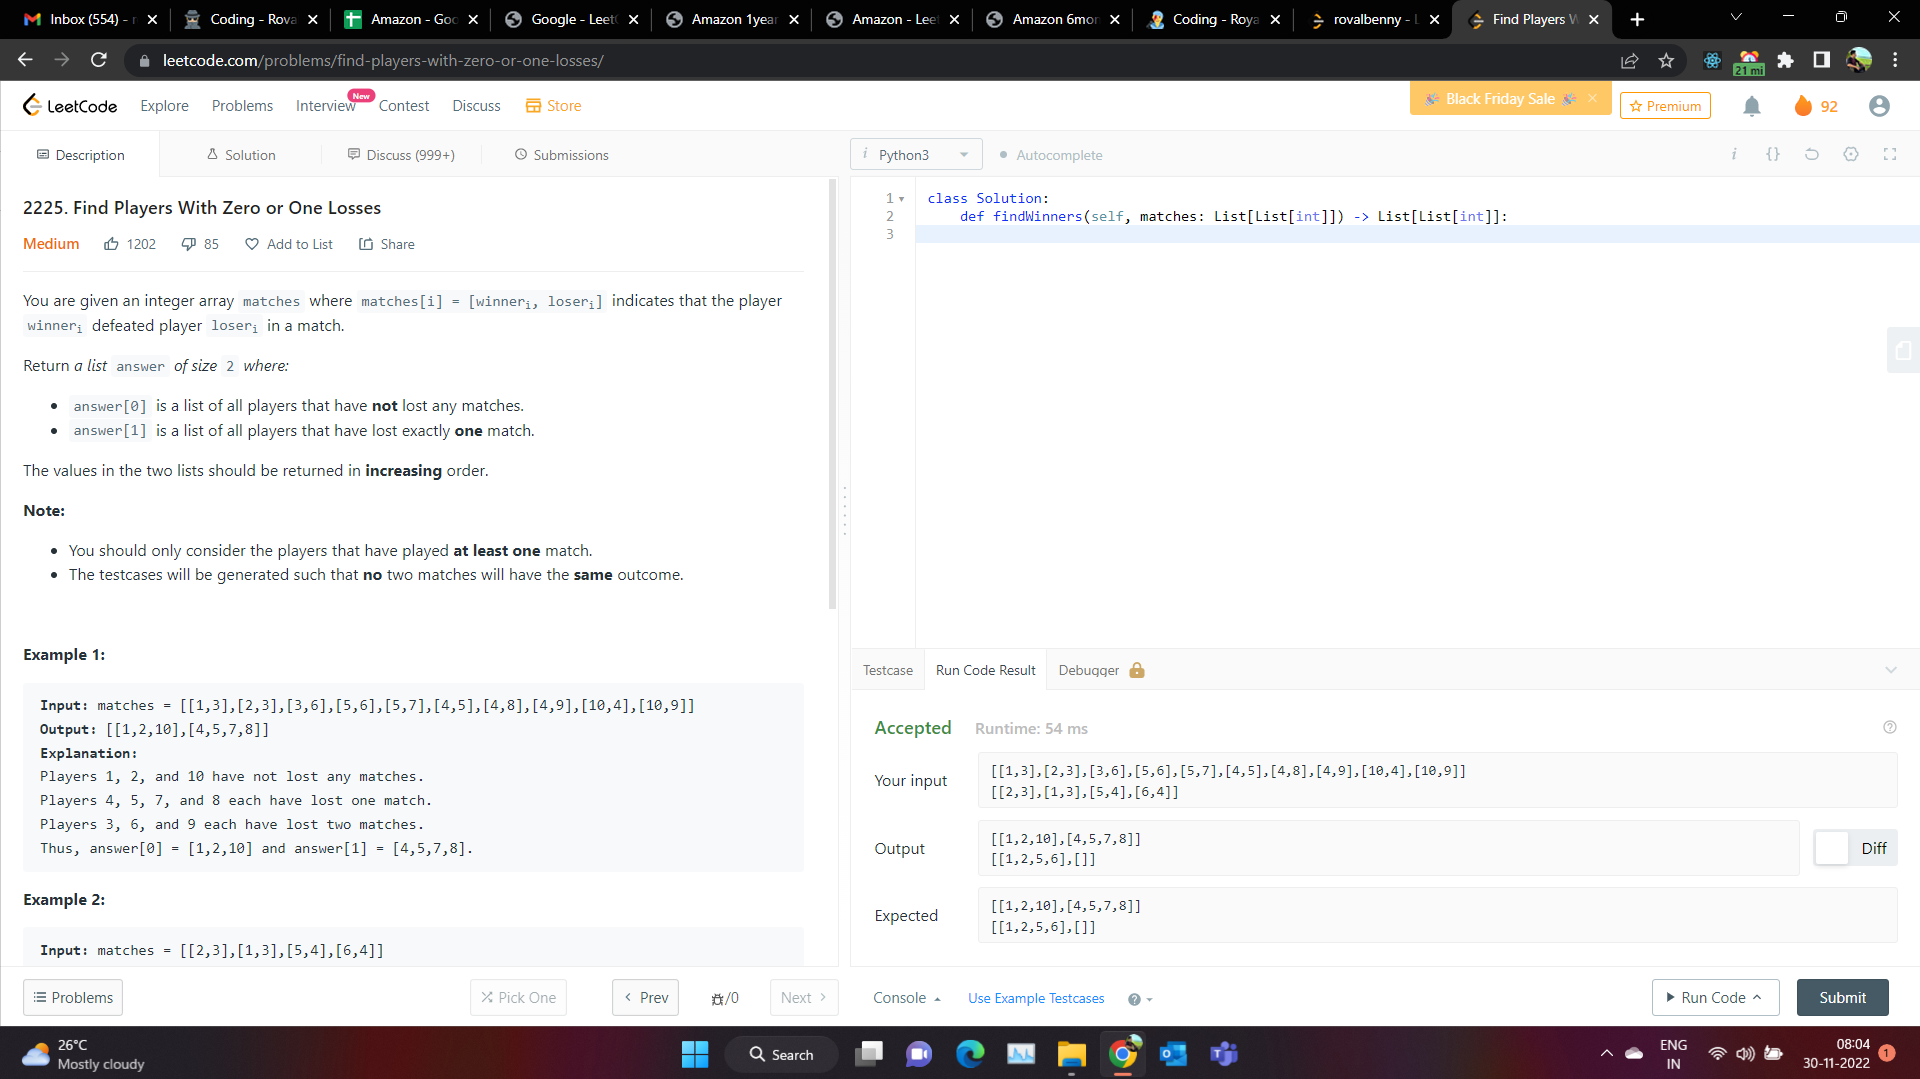 Inbox (554) - r
Coding - Rova
Amazon - Goo
Google - LeetC
Amazon 1year
Amazon - Lee
Amazon 6mon
Coding - Roya
rovalbenny - L
Find Players W
leetcode.com/problems/find-players-with-zero-or-one-losses/
21 mi
LeetCode
Explore
Problems
Interview
New
Contest
Discuss
Store
Black Friday Sale
Premium
92
Description
Solution
Discuss (999+)
Submissions
i Python3
Autocomplete
2225. Find Players With Zero or One Losses
Medium 1202 85 Add to List Share
You are given an integer array matches where matches[i] = [winneri, loseri] indicates that the player
winneri defeated player loseri in a match.
Return a list answer of size 2 where:
• answer[0] is a list of all players that have not lost any matches.
• answer[1] is a list of all players that have lost exactly one match.
The values in the two lists should be returned in increasing order.
Note:
• You should only consider the players that have played at least one match.
• The testcases will be generated such that no two matches will have the same outcome.
Example 1:
Input: matches = [[1,3],[2,3],[3,6],[5,6],[5,7],[4,5],[4,8],[4,9],[10,4],[10,9]]
Output: [[1,2,10],[4,5,7,8]]
Explanation:
Players 1, 2, and 10 have not lost any matches.
Players 4, 5, 7, and 8 each have lost one match.
Players 3, 6, and 9 each have lost two matches.
Thus, answer[0] = [1,2,10] and answer[1] = [4,5,7,8].
Example 2:
Input: matches = [[2,3],[1,3],[5,4],[6,4]]
1 class Solution:
2 def findWinners(self, matches: List[List[int]]) -> List[List[int]]:
3
Testcase
Run Code Result
Debugger
Accepted Runtime: 54 ms
Your input
[[1,3],[2,3],[3,6],[5,6],[5,7],[4,5],[4,8],[4,9],[10,4],[10,9]]
[[2,3],[1,3],[5,4],[6,4]]
Output
[[1,2,10],[4,5,7,8]]
[[1,2,5,6],[]]
Diff
Expected
[[1,2,10],[4,5,7,8]]
[[1,2,5,6],[]]
Problems
Pick One
Prev
/0
Next
Console
Use Example Testcases
Run Code
Submit
26°C
Mostly cloudy
Search
ENG
IN
08:04
30-11-2022
1